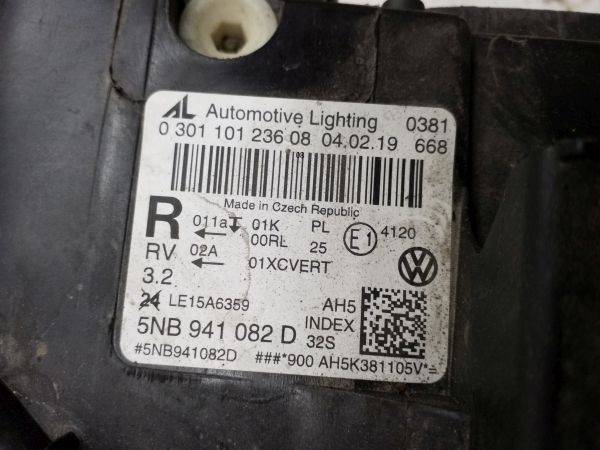 AL Automotive Lighting 0381
0 301 101 236 08 04.02.19 668
Made in Czech Republic
R 011a 01K PL E1 4120
00RL 25
RV 02A 01XCVERT
3.2
24 LE15A6359 AH5
INDEX
5NB 941 082 D 32S
#5NB941082D ###*900 AH5K381105V*=